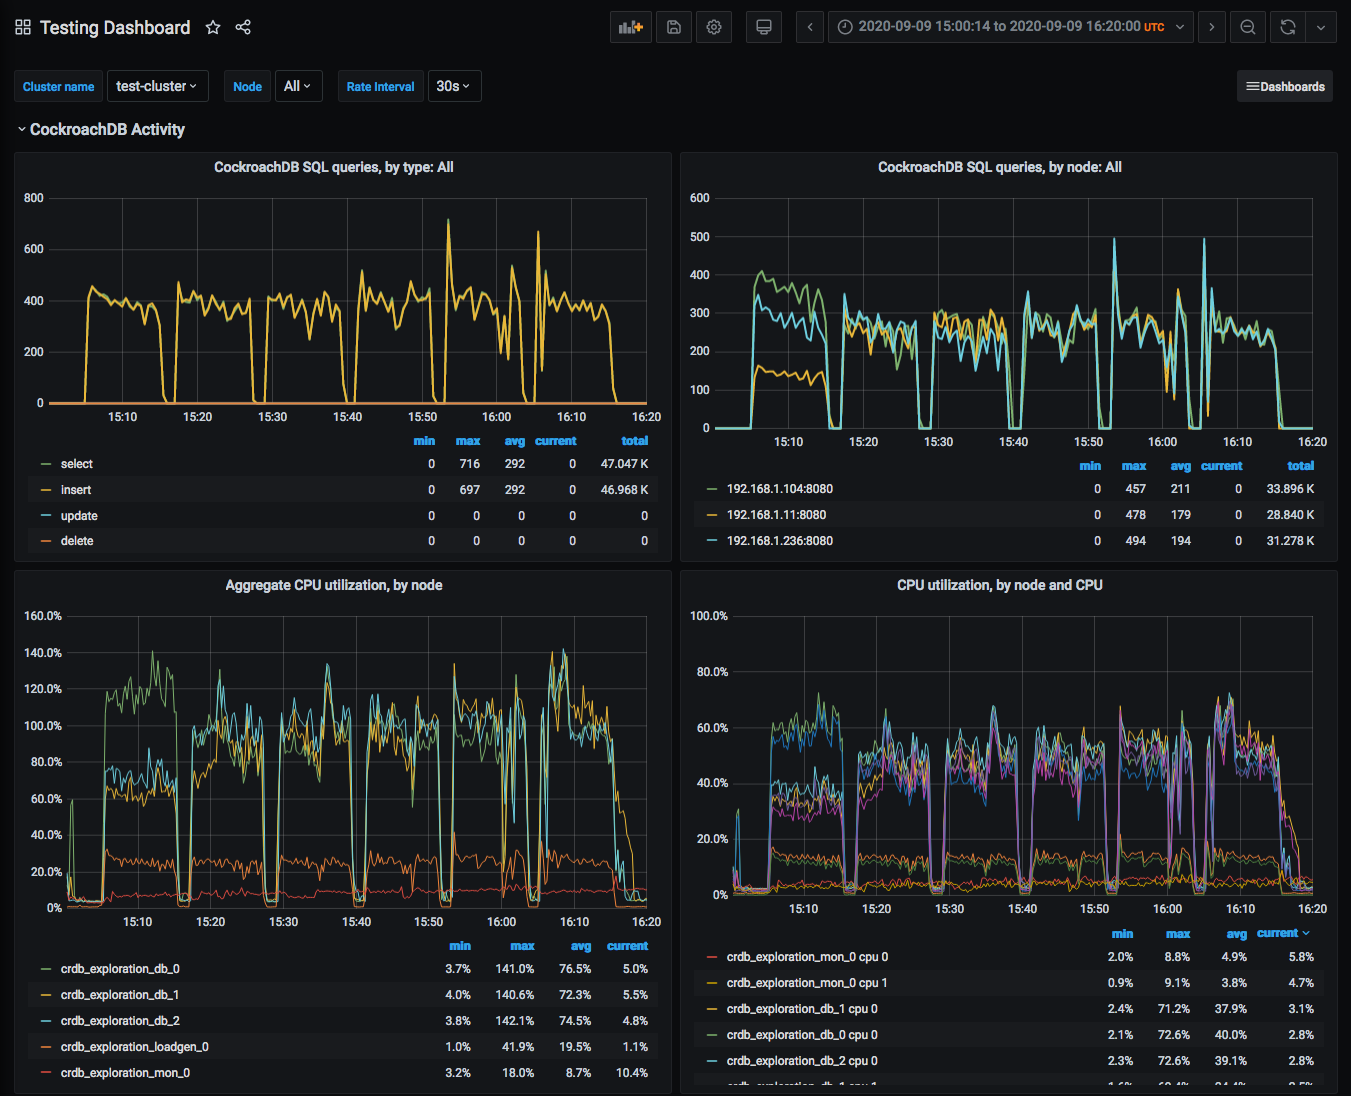 Testing Dashboard
2020-09-09 15:00:14 to 2020-09-09 16:20:00 UTC
Cluster name test-cluster Node All Rate Interval 30s Dashboards
CockroachDB Activity
CockroachDB SQL queries, by type: All
800
600
400
200
0
15:10 15:20 15:30 15:40 15:50 16:00 16:10 16:20
min max avg current total
select 0 716 292 0 47.047 K
insert 0 697 292 0 46.968 K
update 0 0 0 0 0
delete 0 0 0 0 0
CockroachDB SQL queries, by node: All
600
500
400
300
200
100
0
15:10 15:20 15:30 15:40 15:50 16:00 16:10 16:20
min max avg current total
192.168.1.104:8080 0 457 211 0 33.896 K
192.168.1.11:8080 0 478 179 0 28.840 K
192.168.1.236:8080 0 494 194 0 31.278 K
Aggregate CPU utilization, by node
160.0%
140.0%
120.0%
100.0%
80.0%
60.0%
40.0%
20.0%
0%
15:10 15:20 15:30 15:40 15:50 16:00 16:10 16:20
min max avg current
crdb_exploration_db_0 3.7% 141.0% 76.5% 5.0%
crdb_exploration_db_1 4.0% 140.6% 72.3% 5.5%
crdb_exploration_db_2 3.8% 142.1% 74.5% 4.8%
crdb_exploration_loadgen_0 1.0% 41.9% 19.5% 1.1%
crdb_exploration_mon_0 3.2% 18.0% 8.7% 10.4%
CPU utilization, by node and CPU
100.0%
80.0%
60.0%
40.0%
20.0%
0%
15:10 15:20 15:30 15:40 15:50 16:00 16:10 16:20
min max avg current
crdb_exploration_mon_0 cpu 0 2.0% 8.8% 4.9% 5.8%
crdb_exploration_mon_0 cpu 1 0.9% 9.1% 3.8% 4.7%
crdb_exploration_db_1 cpu 0 2.4% 71.2% 37.9% 3.1%
crdb_exploration_db_0 cpu 0 2.1% 72.6% 40.0% 2.8%
crdb_exploration_db_2 cpu 0 2.3% 72.6% 39.1% 2.8%